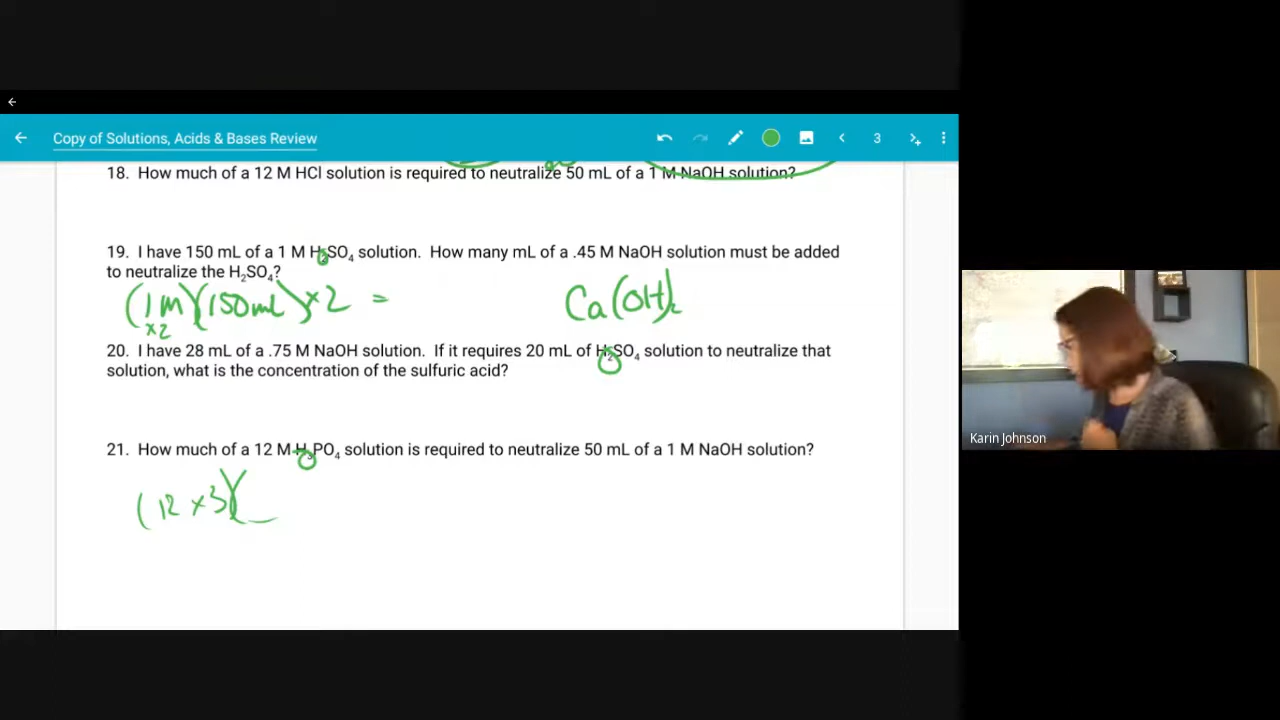 Copy of Solutions, Acids & Bases Review
3
18. How much of a 12 M HCl solution is required to neutralize 50 mL of a 1 M NaOH solution?
19. I have 150 mL of a 1 M H₂SO₄ solution. How many mL of a .45 M NaOH solution must be added
to neutralize the H₂SO₄?
(1m)(150ml) ×2 =
×2
Ca(OH)₂
20. I have 28 mL of a .75 M NaOH solution. If it requires 20 mL of H₂SO₄ solution to neutralize that
solution, what is the concentration of the sulfuric acid?
21. How much of a 12 M H₃PO₄ solution is required to neutralize 50 mL of a 1 M NaOH solution?
(12 ×3)(_
Karin Johnson